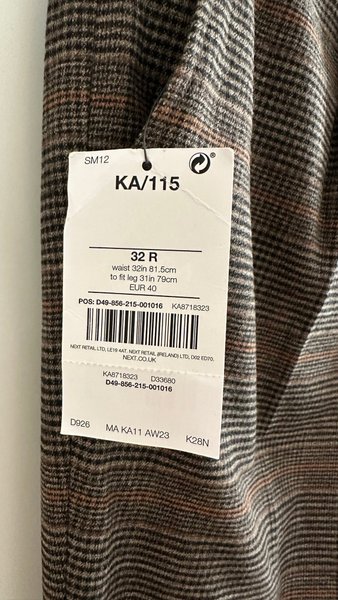 SM12
KA/115
32 R
waist 32in 81.5cm
to fit leg 31in 79cm
EUR 40
POS: D49-856-215-001016 KA8718323
NEXT RETAIL LTD, LE19 4AT. NEXT RETAIL (IRELAND) LTD, D02 ED70.
NEXT.CO.UK
KA8718323 D33680
D49-856-215-001016
D926 MA KA11 AW23 K28N